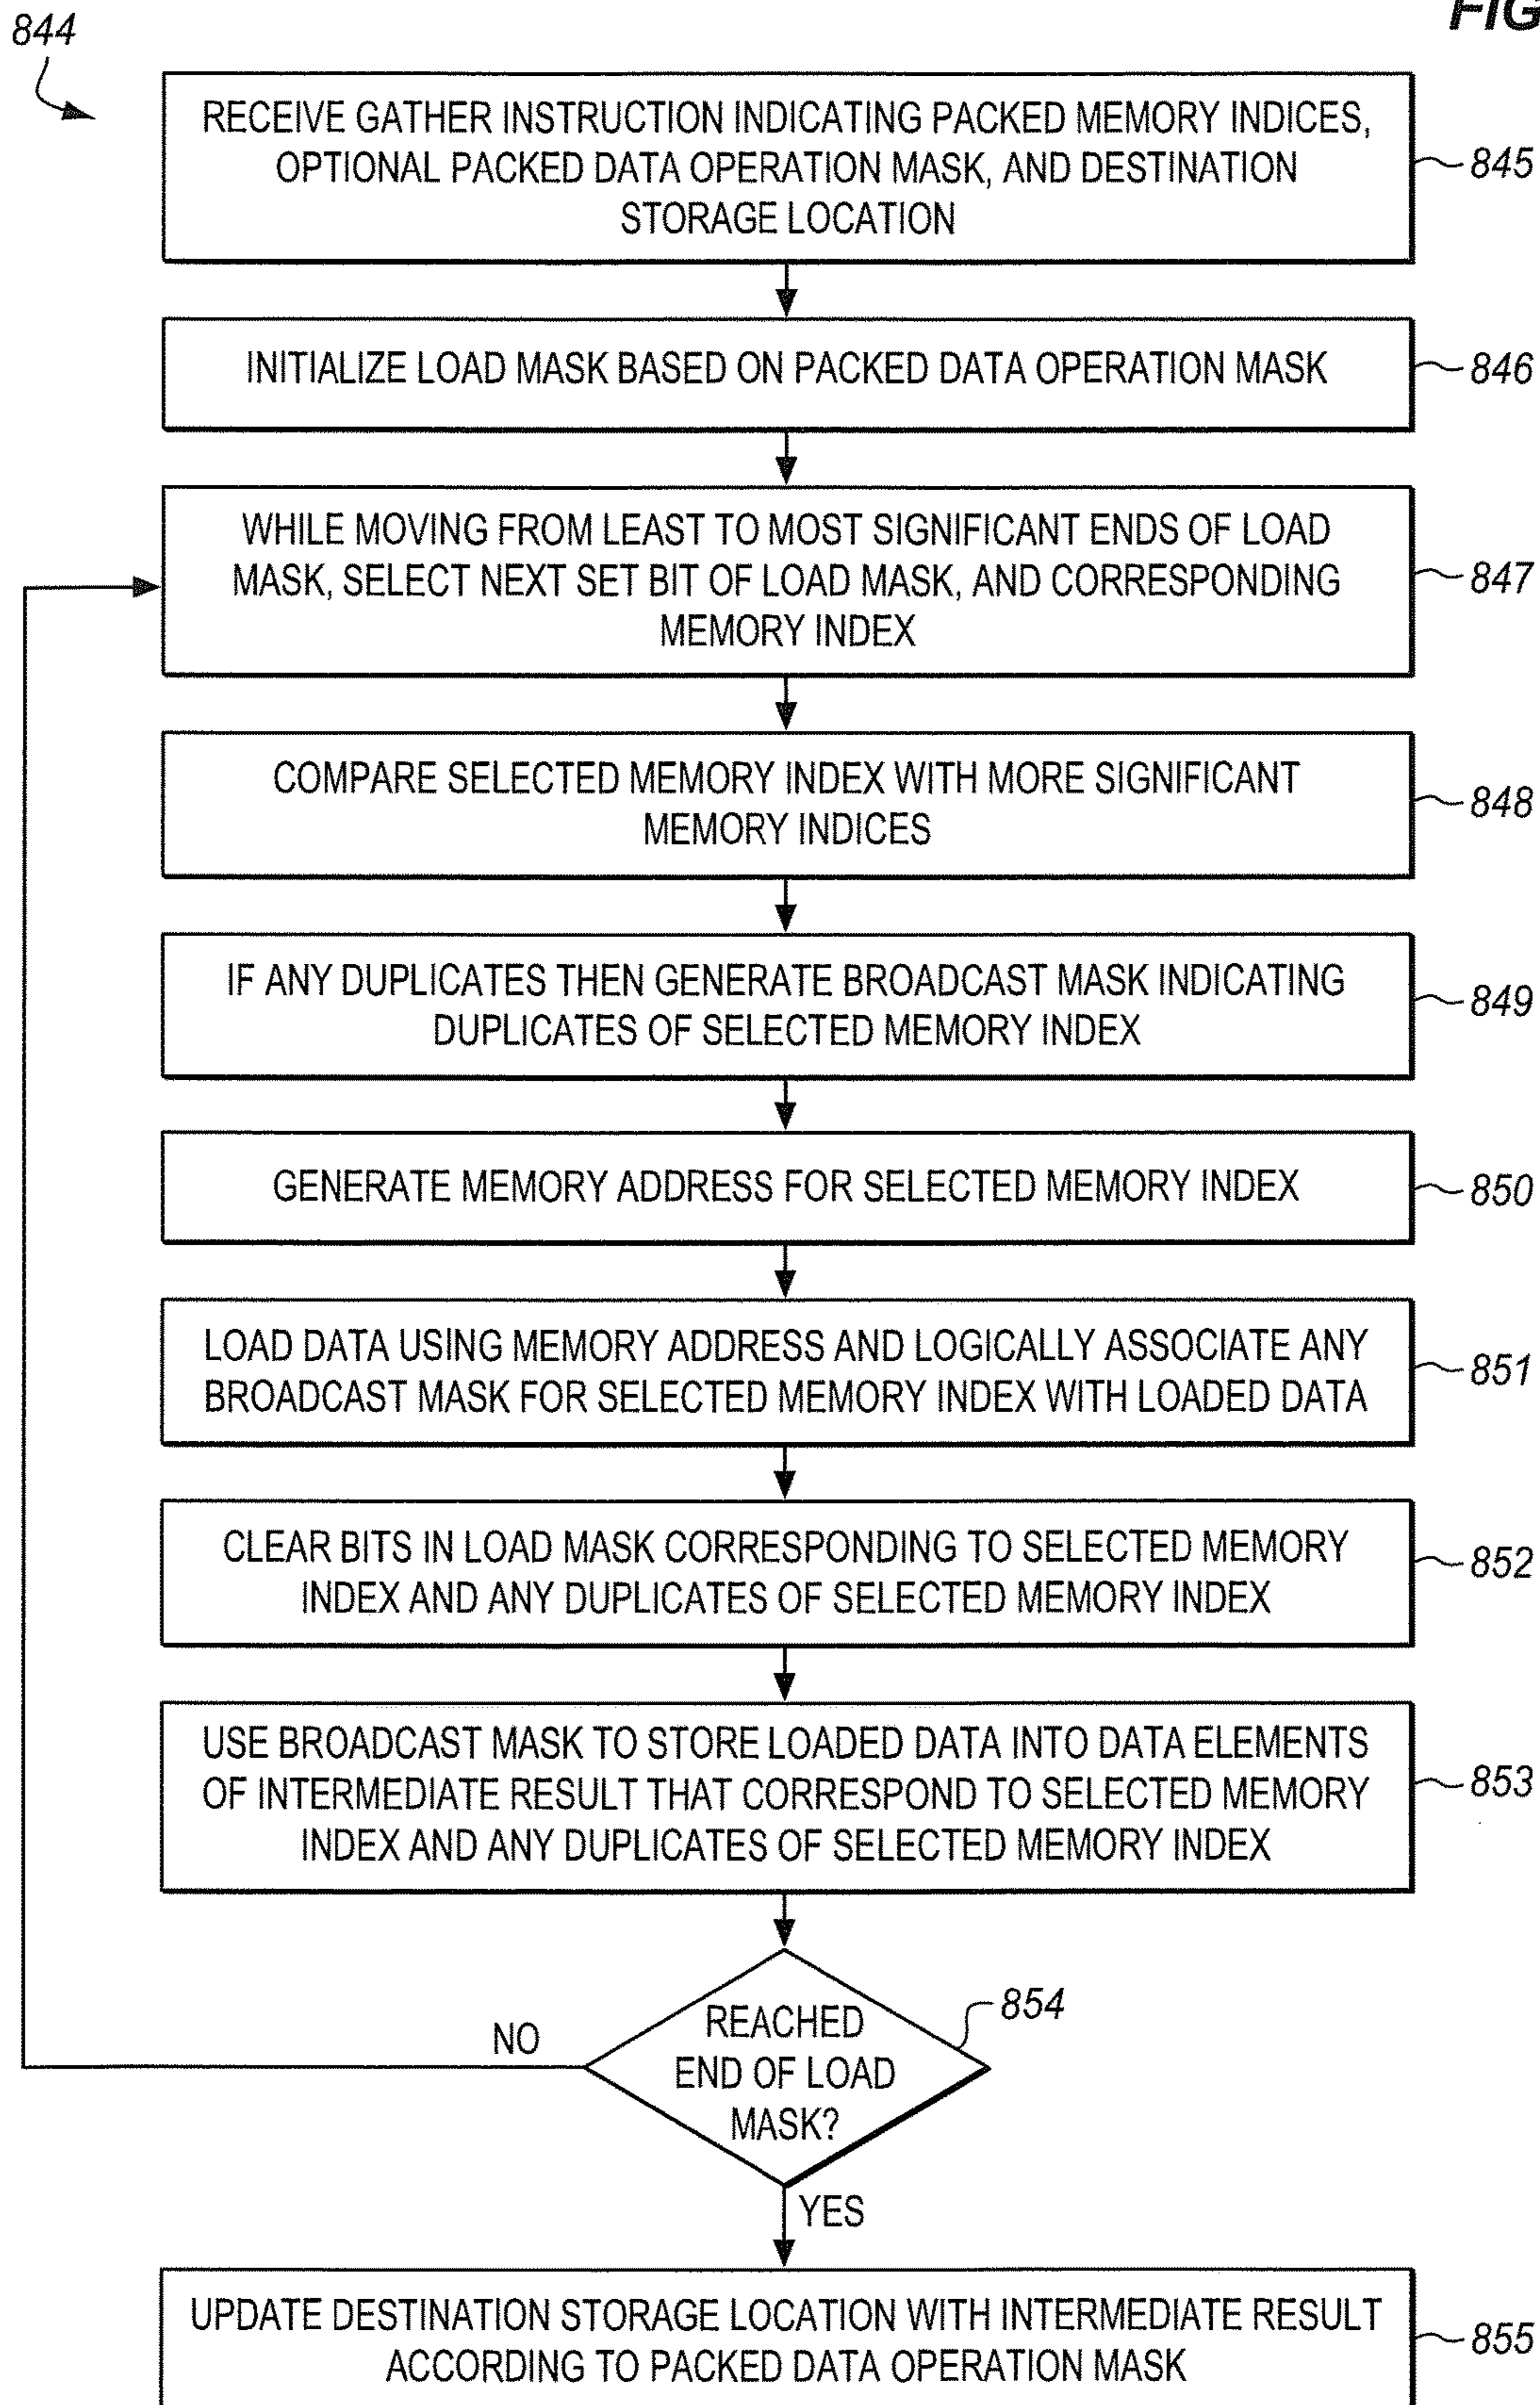 FIG
844
RECEIVE GATHER INSTRUCTION INDICATING PACKED MEMORY INDICES,
OPTIONAL PACKED DATA OPERATION MASK, AND DESTINATION
STORAGE LOCATION
845
INITIALIZE LOAD MASK BASED ON PACKED DATA OPERATION MASK
846
WHILE MOVING FROM LEAST TO MOST SIGNIFICANT ENDS OF LOAD
MASK, SELECT NEXT SET BIT OF LOAD MASK, AND CORRESPONDING
MEMORY INDEX
847
COMPARE SELECTED MEMORY INDEX WITH MORE SIGNIFICANT
MEMORY INDICES
848
IF ANY DUPLICATES THEN GENERATE BROADCAST MASK INDICATING
DUPLICATES OF SELECTED MEMORY INDEX
849
GENERATE MEMORY ADDRESS FOR SELECTED MEMORY INDEX
850
LOAD DATA USING MEMORY ADDRESS AND LOGICALLY ASSOCIATE ANY
BROADCAST MASK FOR SELECTED MEMORY INDEX WITH LOADED DATA
851
CLEAR BITS IN LOAD MASK CORRESPONDING TO SELECTED MEMORY
INDEX AND ANY DUPLICATES OF SELECTED MEMORY INDEX
852
USE BROADCAST MASK TO STORE LOADED DATA INTO DATA ELEMENTS
OF INTERMEDIATE RESULT THAT CORRESPOND TO SELECTED MEMORY
INDEX AND ANY DUPLICATES OF SELECTED MEMORY INDEX
853
REACHED
END OF LOAD
MASK?
854
NO
YES
UPDATE DESTINATION STORAGE LOCATION WITH INTERMEDIATE RESULT
ACCORDING TO PACKED DATA OPERATION MASK
855